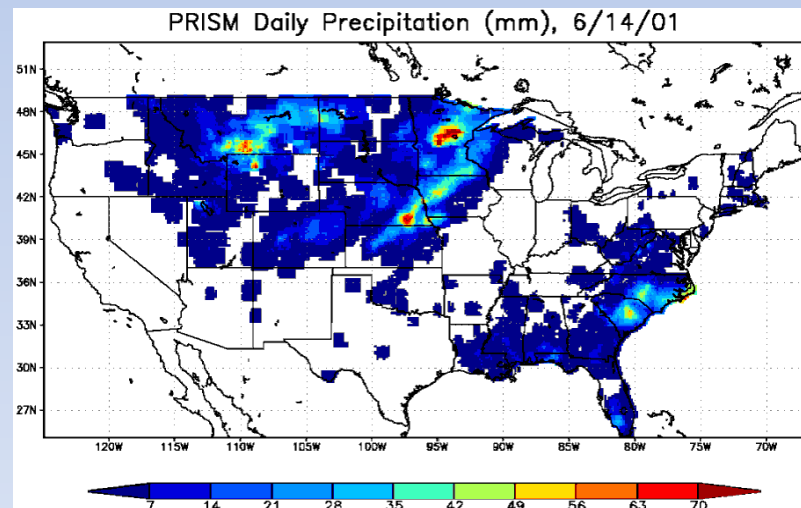 PRISM Daily Precipitation (mm), 6/14/01
51N
48N
45N
42N
39N
36N
33N
30N
27N
120W 115W 110W 105W 100W 95W 90W 85W 80W 75W 70W
7 14 21 28 35 42 49 56 63 70